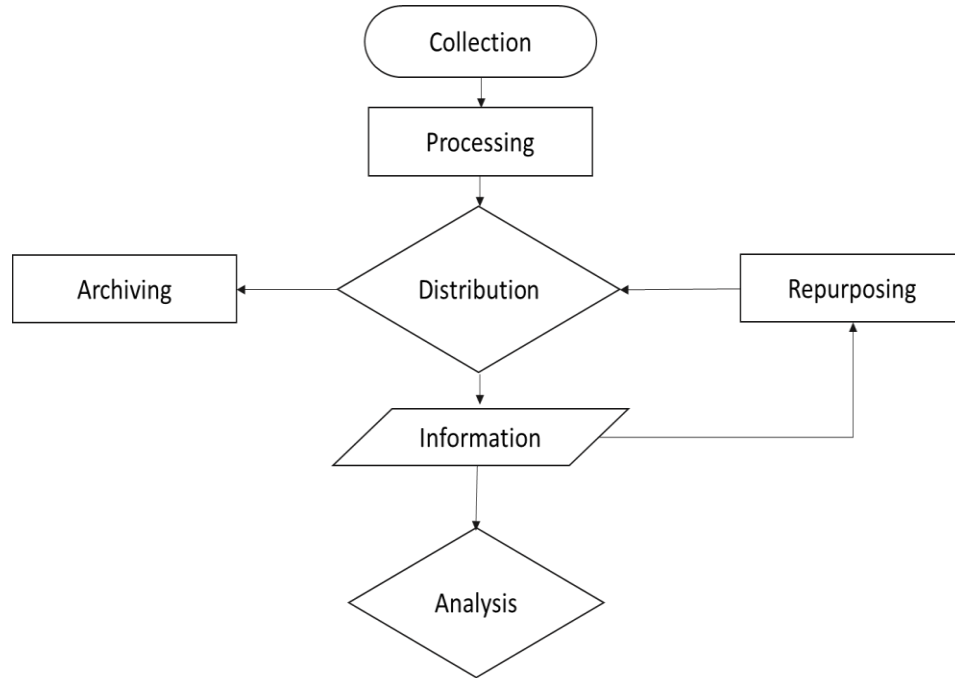 Collection
Processing
Archiving
Distribution
Repurposing
Information
Analysis